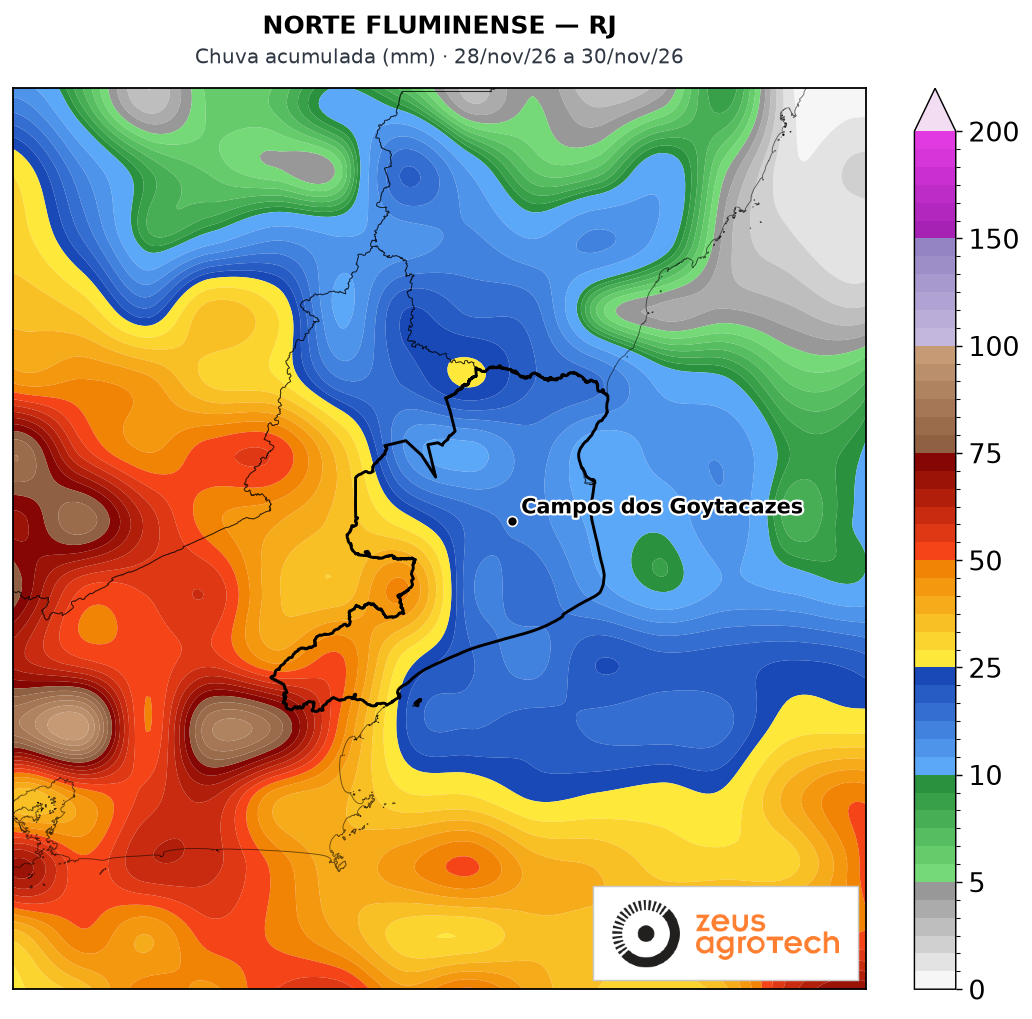 NORTE FLUMINENSE — RJ
Chuva acumulada (mm) · 28/nov/26 a 30/nov/26
200
150
100
75
50
25
10
5
0
Campos dos Goytacazes
zeus
agrotech